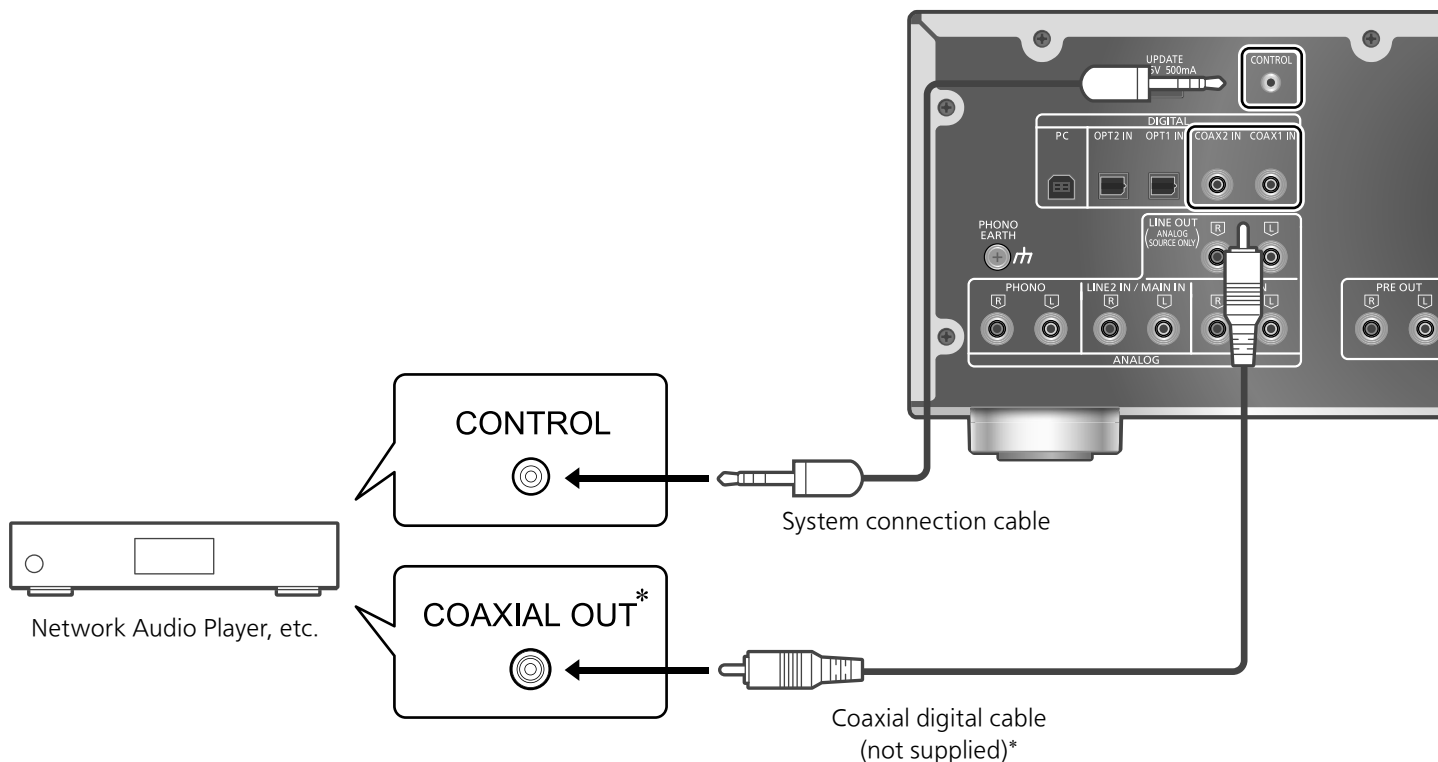 UPDATE
5V 500mA
CONTROL
DIGITAL
PC
OPT2 IN
OPT1 IN
COAX2 IN
COAX1 IN
PHONO
EARTH
LINE OUT
(ANALOG
SOURCE ONLY)
R
L
PHONO
LINE2 IN / MAIN IN
N
PRE OUT
R
L
R
L
R
L
R
L
ANALOG
CONTROL
System connection cable
COAXIAL OUT*
Network Audio Player, etc.
Coaxial digital cable
(not supplied)*